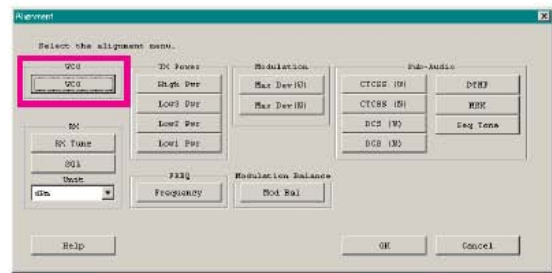 Alignment
Select the alignment menu.
VCO
VCO
RX
RX Tune
SQL
Unit
dBm
TX Power
High Pwr
Low3 Pwr
Low2 Pwr
Low1 Pwr
FREQ
Frequency
Modulation
Max Dev(W)
Max Dev(N)
Modulation Balance
Mod Bal
Sub-Audio
CTCSS (W)
CTCSS (N)
DCS (W)
DCS (N)
DTMF
MSK
Seq Tone
Help
OK
Cancel